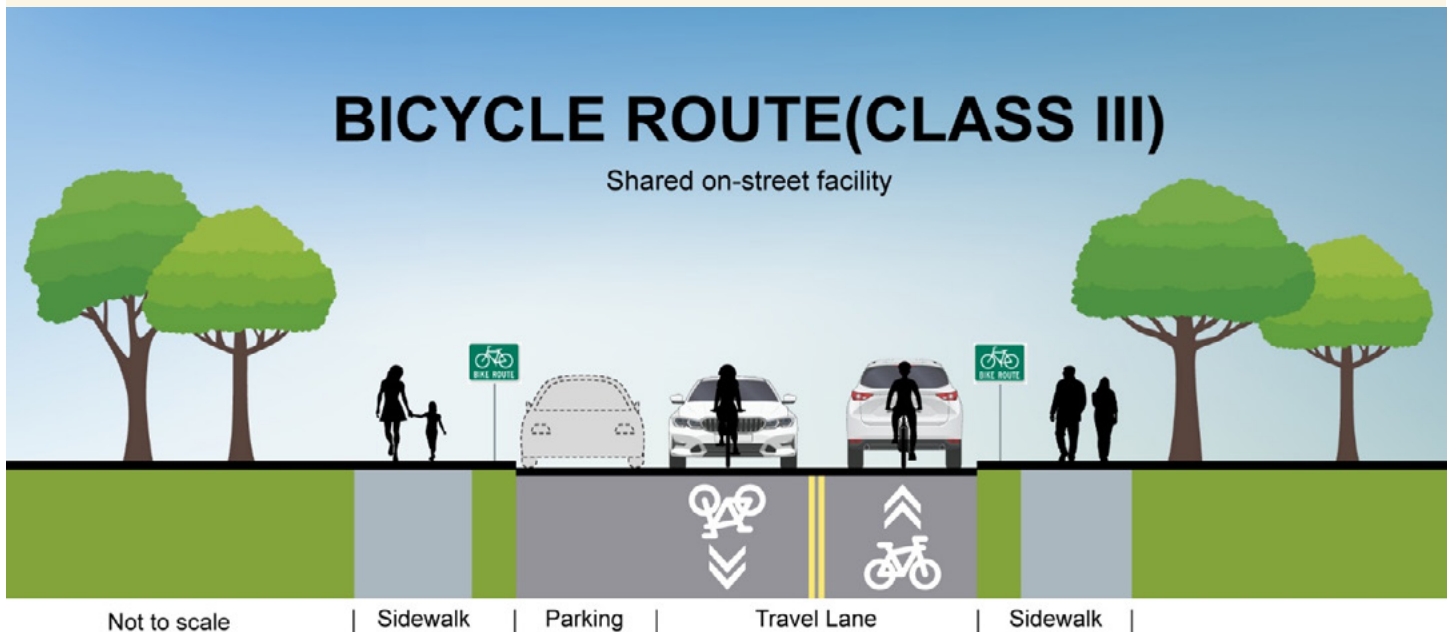 BICYCLE ROUTE(CLASS III)
Shared on-street facility
BIKE ROUTE
BIKE ROUTE
Not to scale | Sidewalk | Parking | Travel Lane | Sidewalk |